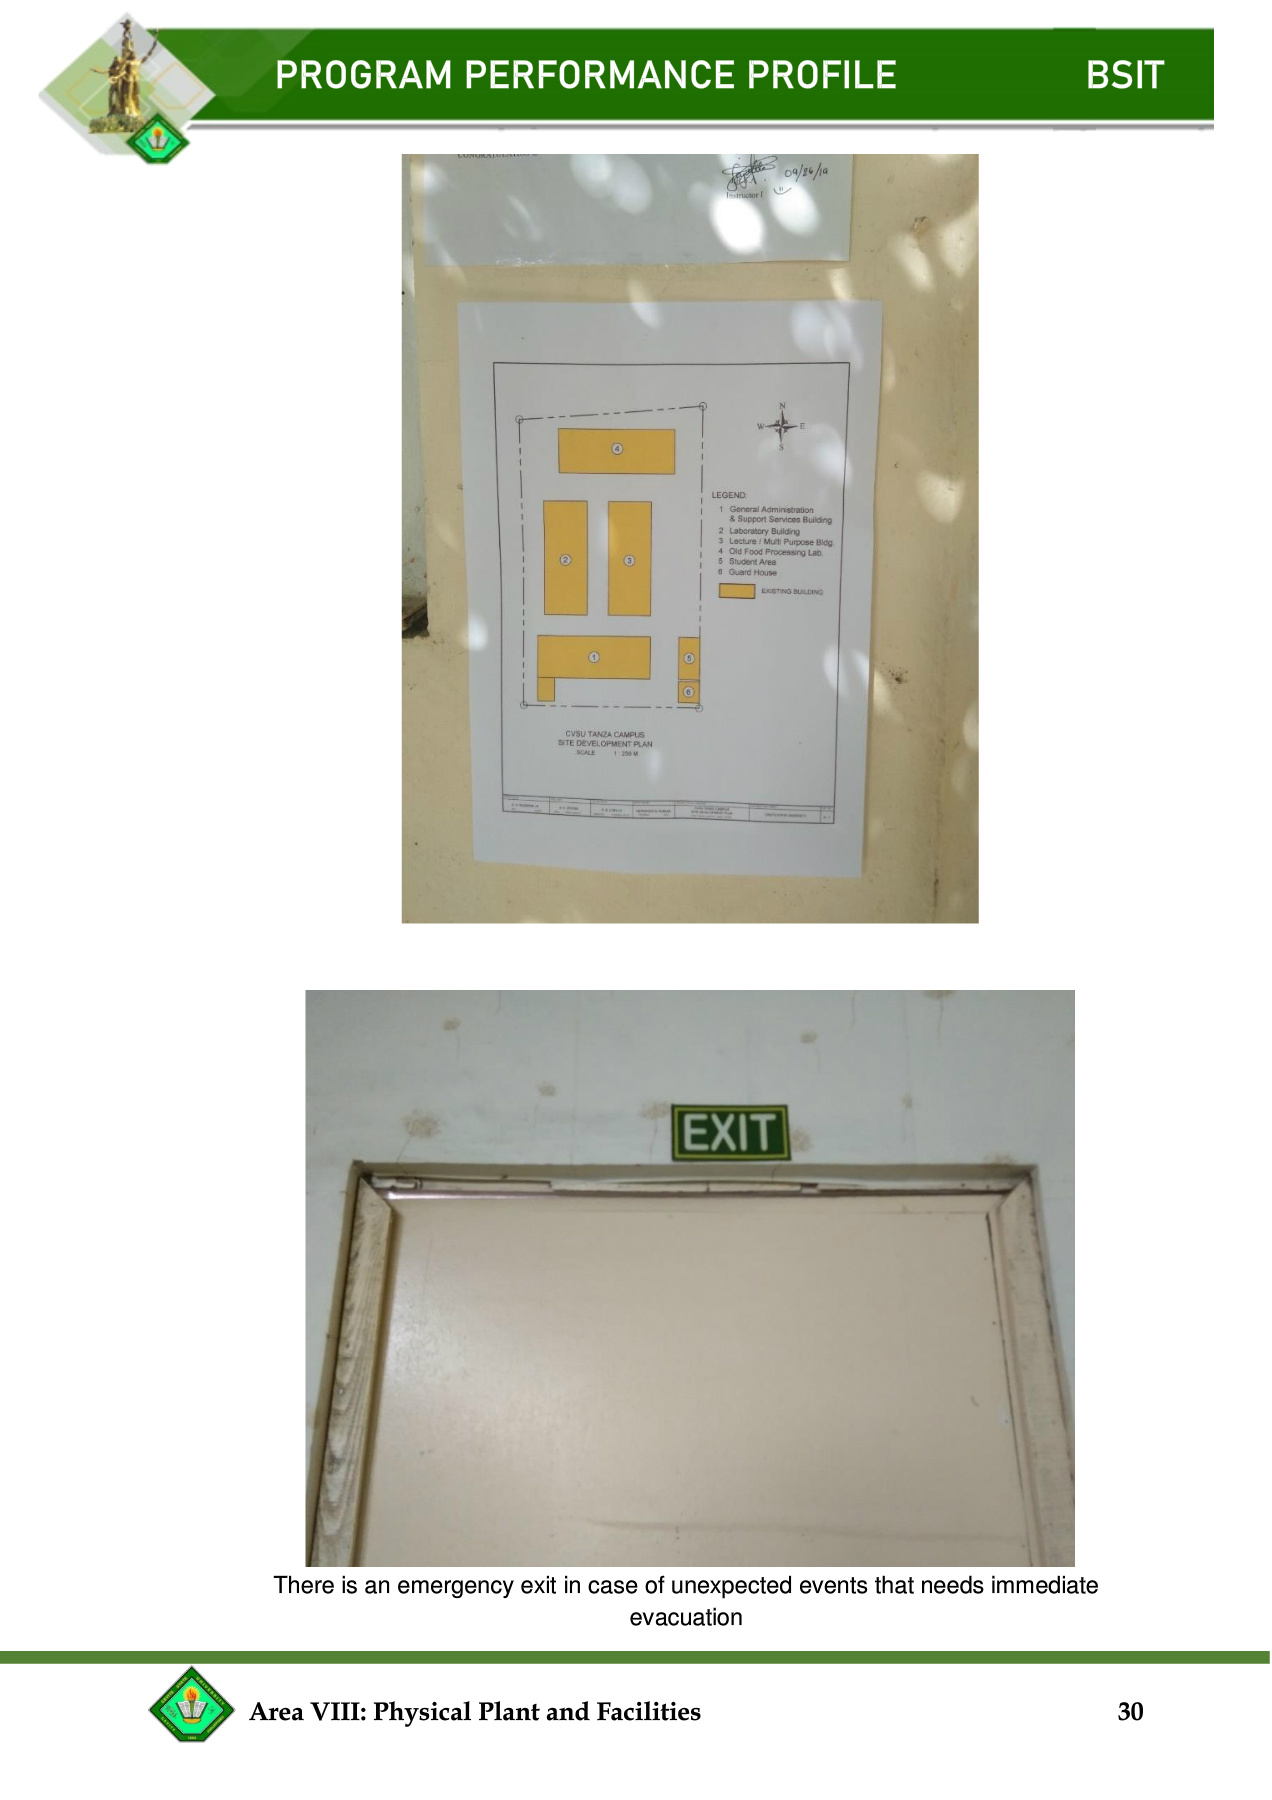 PROGRAM PERFORMANCE PROFILE BSIT
09/26/19
Instructor I
N
W E
S
4
LEGEND:
1 General Administration
& Support Services Building
2 Laboratory Building
3 Lecture / Multi Purpose Bldg.
4 Old Food Processing Lab.
5 Student Area
6 Guard House
EXISTING BUILDING
2
3
1
5
6
CVSU TANZA CAMPUS
SITE DEVELOPMENT PLAN
SCALE 1 : 250 M
EXIT
There is an emergency exit in case of unexpected events that needs immediate
evacuation
Area VIII: Physical Plant and Facilities 30